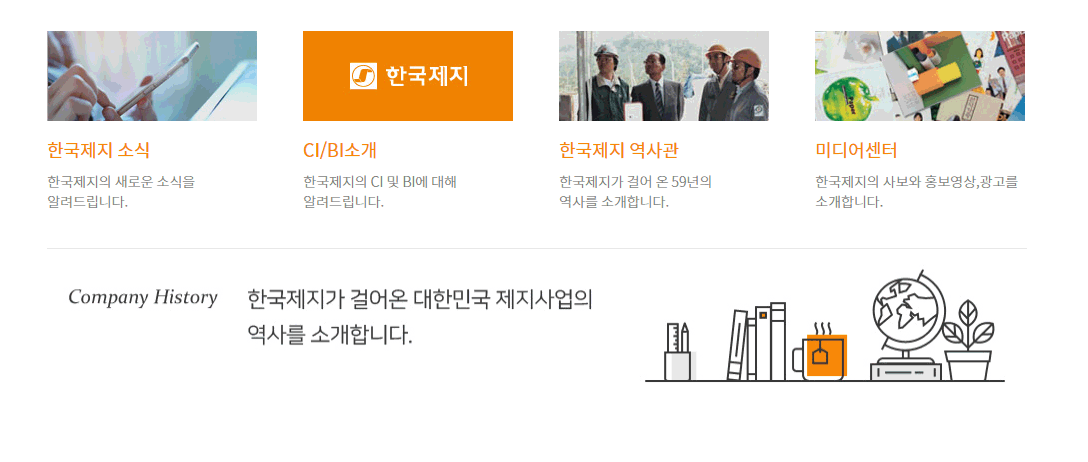 한국제지
한국제지 소식
한국제지의 새로운 소식을
알려드립니다.
CI/BI소개
한국제지의 CI 및 BI에 대해
알려드립니다.
한국제지 역사관
한국제지가 걸어 온 59년의
역사를 소개합니다.
미디어센터
한국제지의 사보와 홍보영상,광고를
소개합니다.
Company History
한국제지가 걸어온 대한민국 제지사업의
역사를 소개합니다.